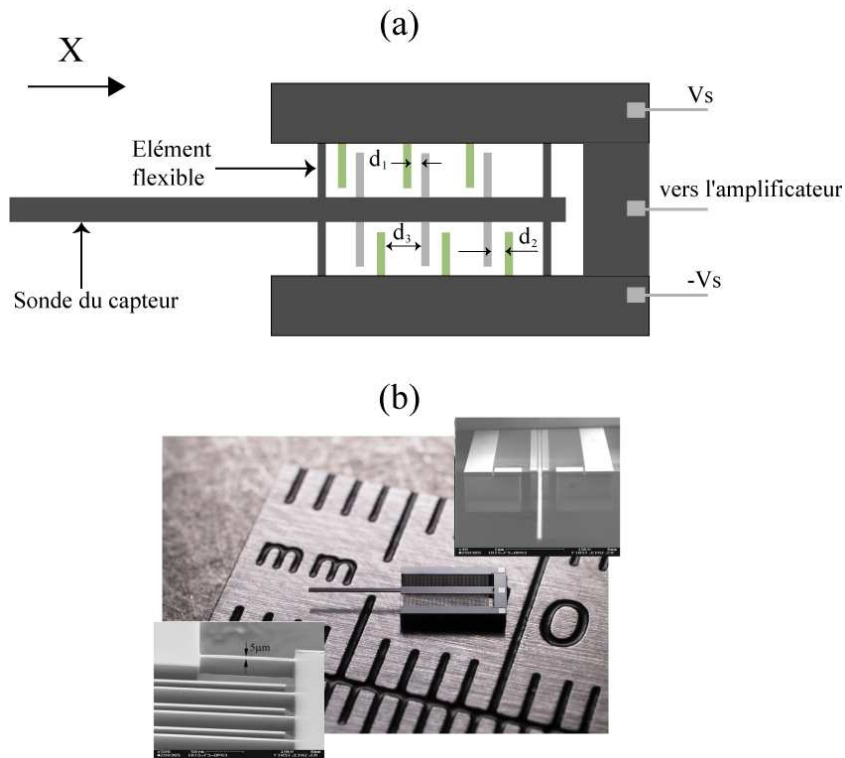 (a)
X
Vs
Elément
flexible
d₁
vers l'amplificateur
d₃
d₂
Sonde du capteur
-Vs
(b)
mm
0
5µm